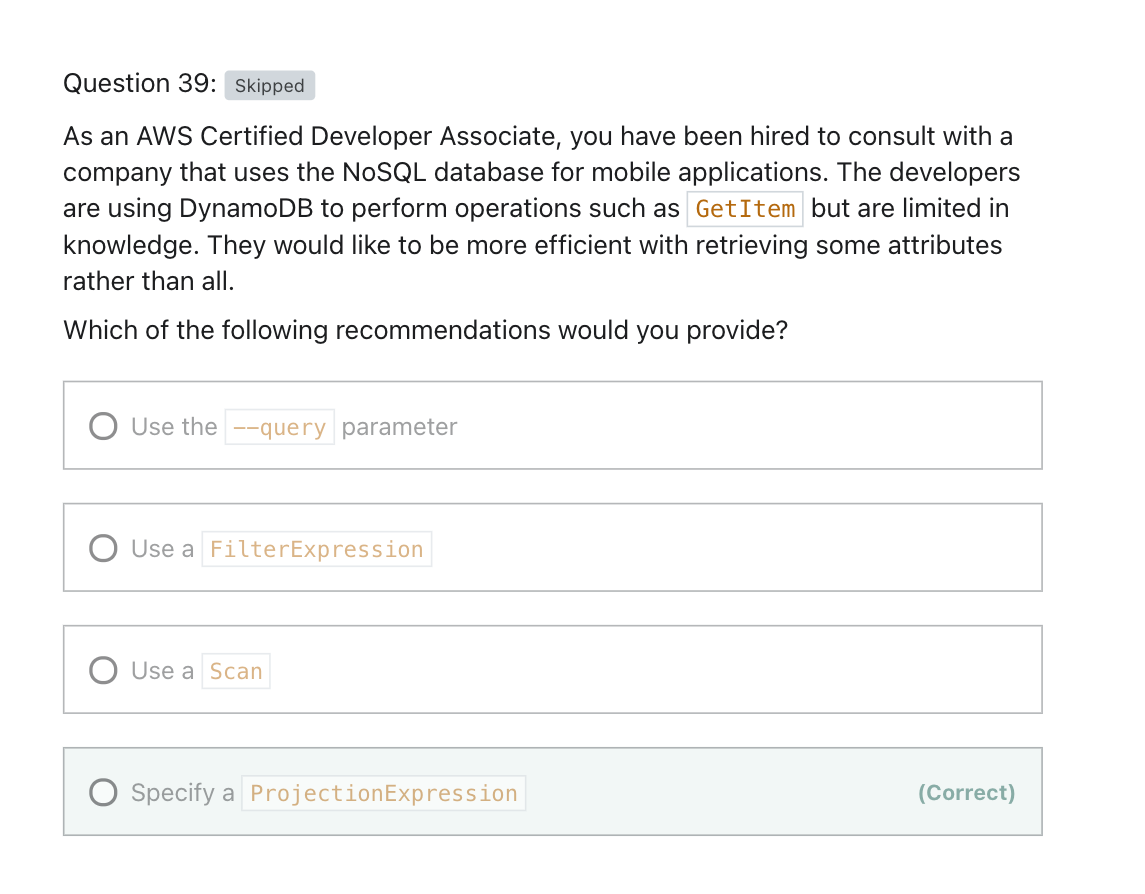 Question 39: Skipped
As an AWS Certified Developer Associate, you have been hired to consult with a
company that uses the NoSQL database for mobile applications. The developers
are using DynamoDB to perform operations such as GetItem but are limited in
knowledge. They would like to be more efficient with retrieving some attributes
rather than all.
Which of the following recommendations would you provide?
Use the --query parameter
Use a FilterExpression
Use a Scan
Specify a ProjectionExpression (Correct)